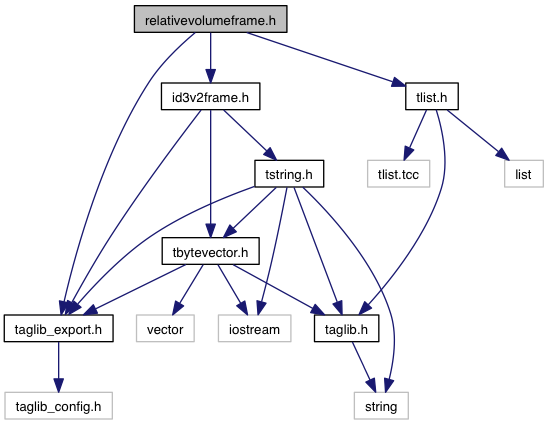 relativevolumeframe.h
id3v2frame.h
tlist.h
tstring.h
tlist.tcc
list
tbytevector.h
taglib_export.h
vector
iostream
taglib.h
taglib_config.h
string